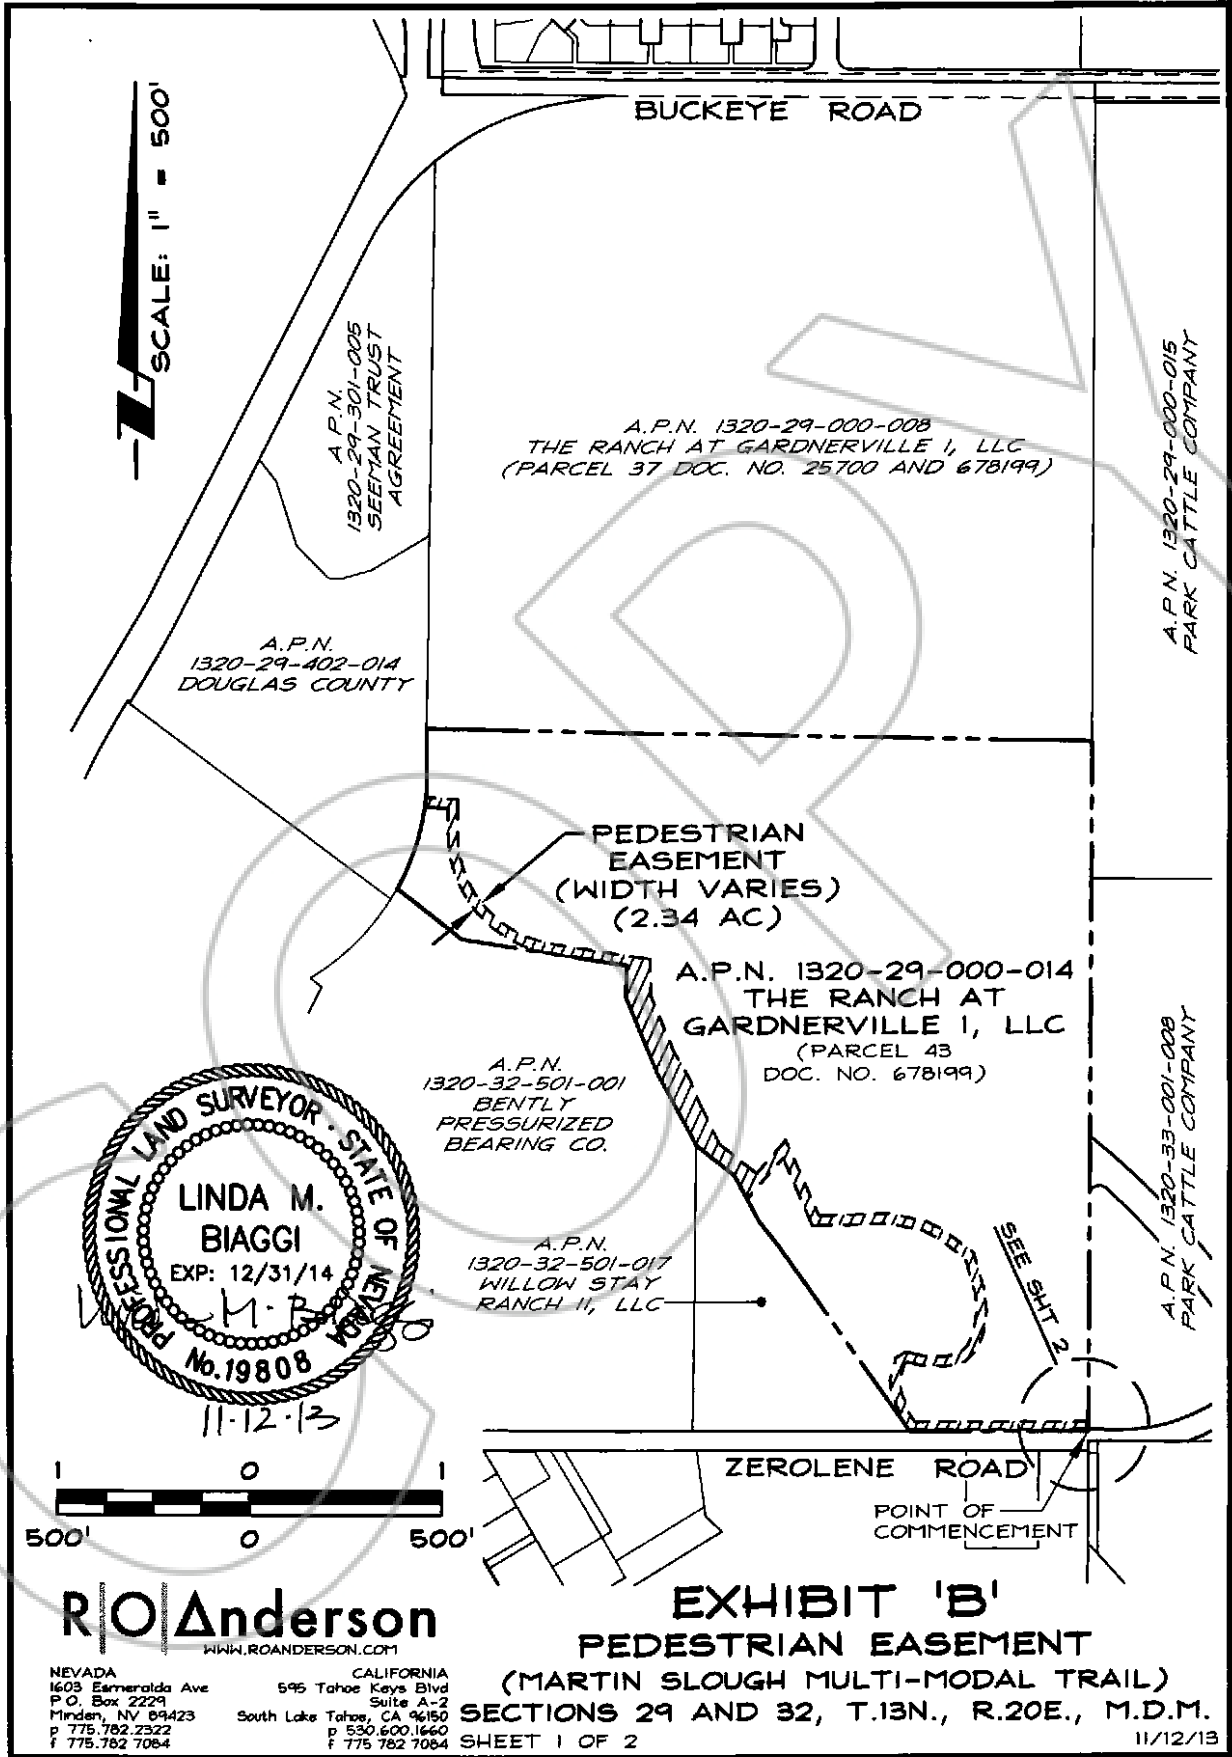 BUCKEYE ROAD
SCALE: 1" = 500'
A.P.N.
1320-29-301-005
SEEMAN TRUST
AGREEMENT
A.P.N. 1320-29-000-008
THE RANCH AT GARDNERVILLE 1, LLC
(PARCEL 37 DOC. NO. 25700 AND 678199)
A.P.N. 1320-29-000-015
PARK CATTLE COMPANY
A.P.N.
1320-29-402-014
DOUGLAS COUNTY
PEDESTRIAN
EASEMENT
(WIDTH VARIES)
(2.34 AC)
A.P.N. 1320-29-000-014
THE RANCH AT
GARDNERVILLE 1, LLC
(PARCEL 43
DOC. NO. 678199)
A.P.N.
1320-32-501-001
BENTLY
PRESSURIZED
BEARING CO.
A.P.N. 1320-33-001-008
PARK CATTLE COMPANY
PROFESSIONAL LAND SURVEYOR · STATE OF NEVADA
LINDA M.
BIAGGI
EXP: 12/31/14
No. 19808
11-12-13
A.P.N.
1320-32-501-017
WILLOW STAY
RANCH II, LLC
SEE SHT 2
ZEROLENE ROAD
POINT OF
COMMENCEMENT
1 0 1
500' 0 500'
R|O|Anderson
WWW.ROANDERSON.COM
NEVADA
1603 Esmeralda Ave
P O. Box 2229
Minden, NV 89423
p 775.782.2322
f 775.782 7084
CALIFORNIA
595 Tahoe Keys Blvd
Suite A-2
South Lake Tahoe, CA 96150
p 530.600.1660
f 775 782 7084
EXHIBIT 'B'
PEDESTRIAN EASEMENT
(MARTIN SLOUGH MULTI-MODAL TRAIL)
SECTIONS 29 AND 32, T.13N., R.20E., M.D.M.
SHEET 1 OF 2
11/12/13
COPY